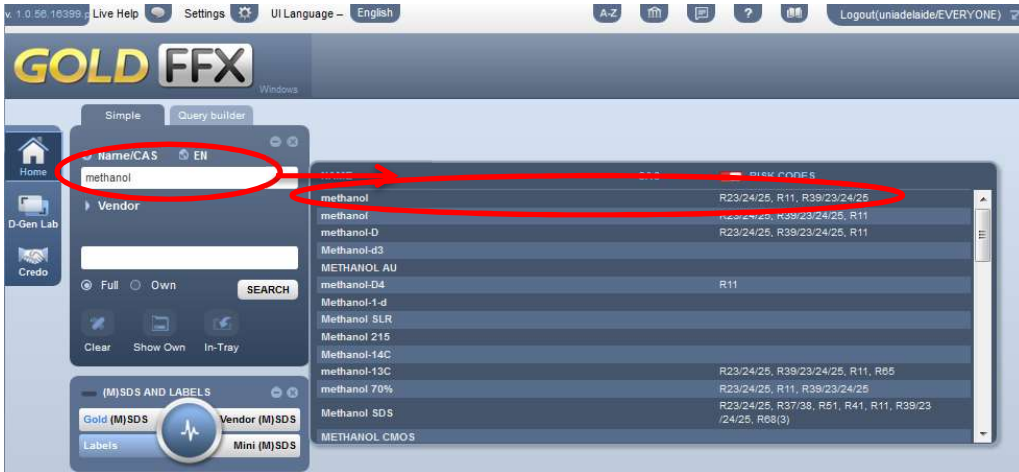 v. 1.0.56.16399.p Live Help Settings UI Language – English A-Z ? Logout(uniadelaide/EVERYONE)
GOLD FFX
Windows
Simple Query builder
Name/CAS EN
methanol
Vendor
Full Own SEARCH
Clear Show Own In-Tray
Home
D-Gen Lab
Credo
(M)SDS AND LABELS
Gold (M)SDS Vendor (M)SDS
Labels Mini (M)SDS
NAME CAS RISK CODES
methanol R23/24/25, R11, R39/23/24/25
methanol R23/24/25, R39/23/24/25, R11
methanol-D R23/24/25, R39/23/24/25, R11
Methanol-d3
METHANOL AU
methanol-D4 R11
Methanol-1-d
Methanol SLR
Methanol 215
Methanol-14C
methanol-13C R23/24/25, R39/23/24/25, R11, R65
methanol 70% R23/24/25, R11, R39/23/24/25
Methanol SDS R23/24/25, R37/38, R51, R41, R11, R39/23
/24/25, R68(3)
METHANOL CMOS